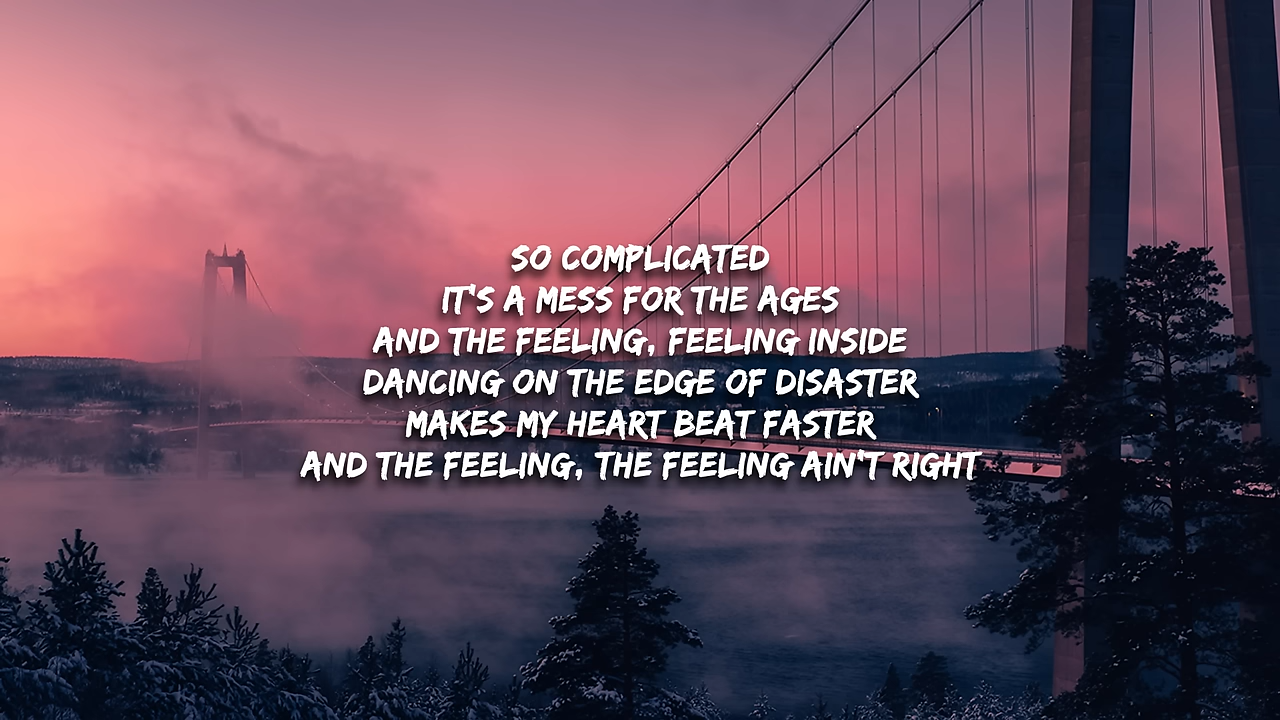 SO COMPLICATED
IT'S A MESS FOR THE AGES
AND THE FEELING, FEELING INSIDE
DANCING ON THE EDGE OF DISASTER
MAKES MY HEART BEAT FASTER
AND THE FEELING, THE FEELING AIN'T RIGHT